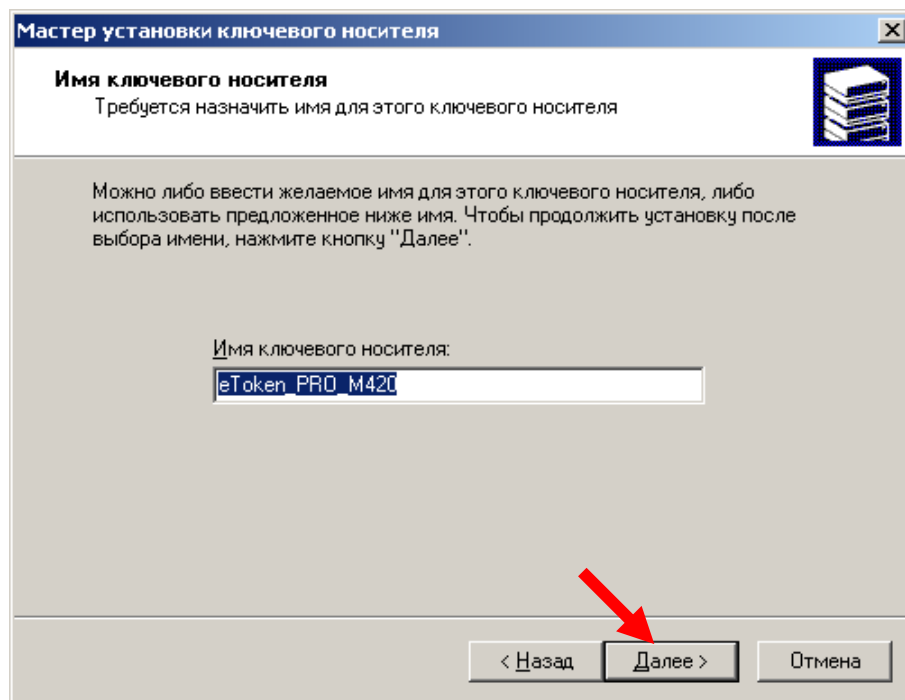 Мастер установки ключевого носителя
Имя ключевого носителя
Требуется назначить имя для этого ключевого носителя
Можно либо ввести желаемое имя для этого ключевого носителя, либо
использовать предложенное ниже имя. Чтобы продолжить установку после
выбора имени, нажмите кнопку "Далее".
Имя ключевого носителя:
eToken_PRO_M420
< Назад Далее > Отмена